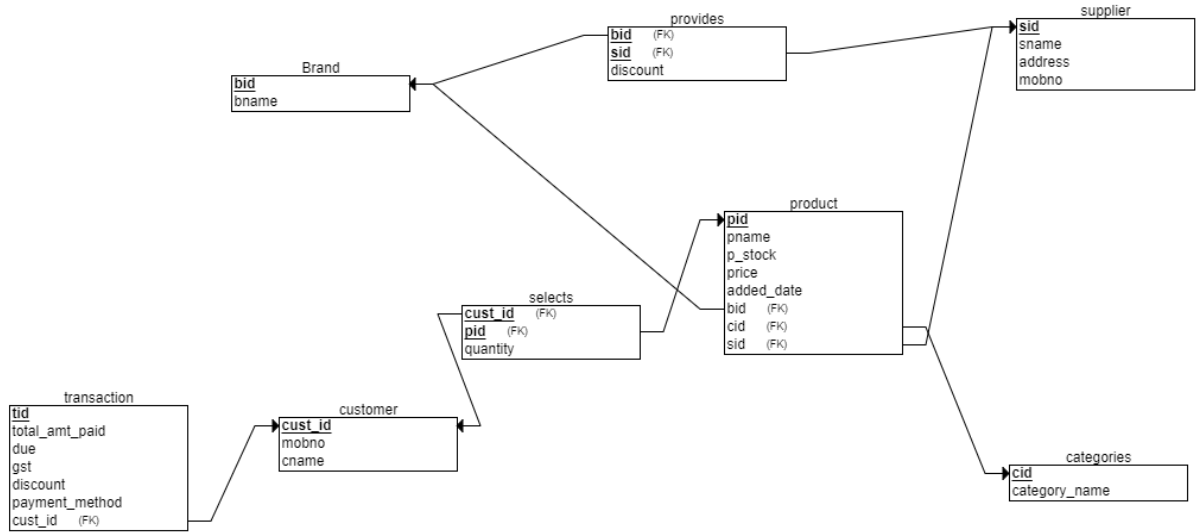 provides
bid (FK)
sid (FK)
discount
supplier
sid
sname
address
mobno
Brand
bid
bname
product
pid
pname
p_stock
price
added_date
bid (FK)
cid (FK)
sid (FK)
selects
cust_id (FK)
pid (FK)
quantity
transaction
tid
total_amt_paid
due
gst
discount
payment_method
cust_id (FK)
customer
cust_id
mobno
cname
categories
cid
category_name